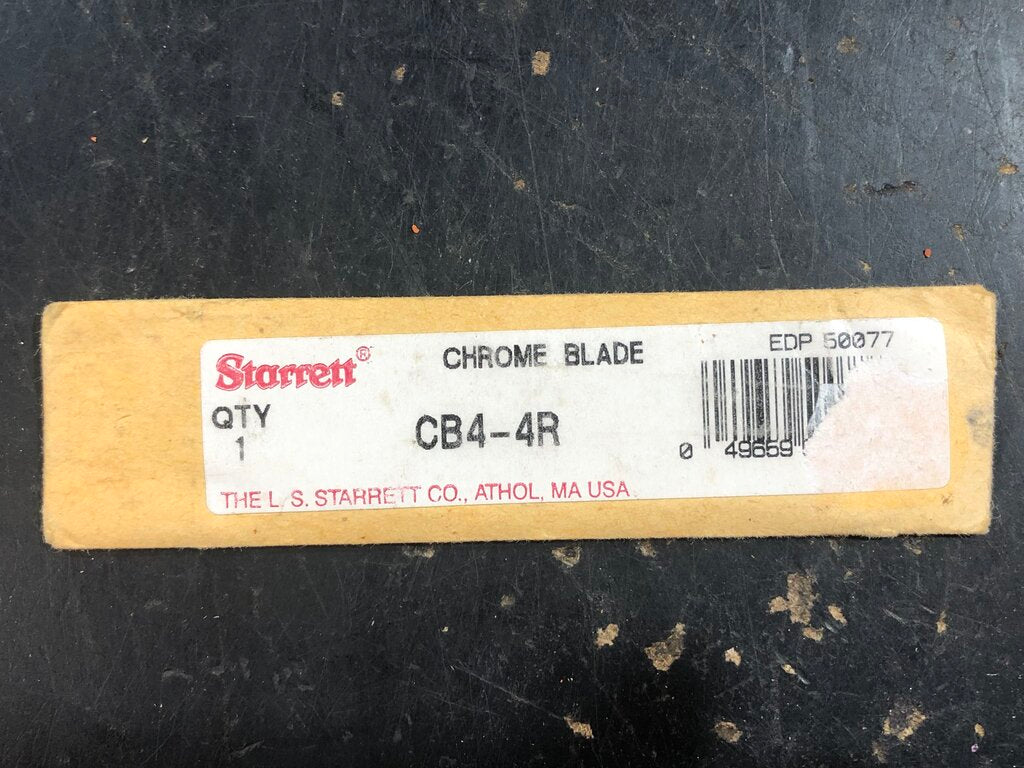 Starrett®
CHROME BLADE
EDP 50077
QTY
1
CB4-4R
0 49659
THE L. S. STARRETT CO., ATHOL, MA USA